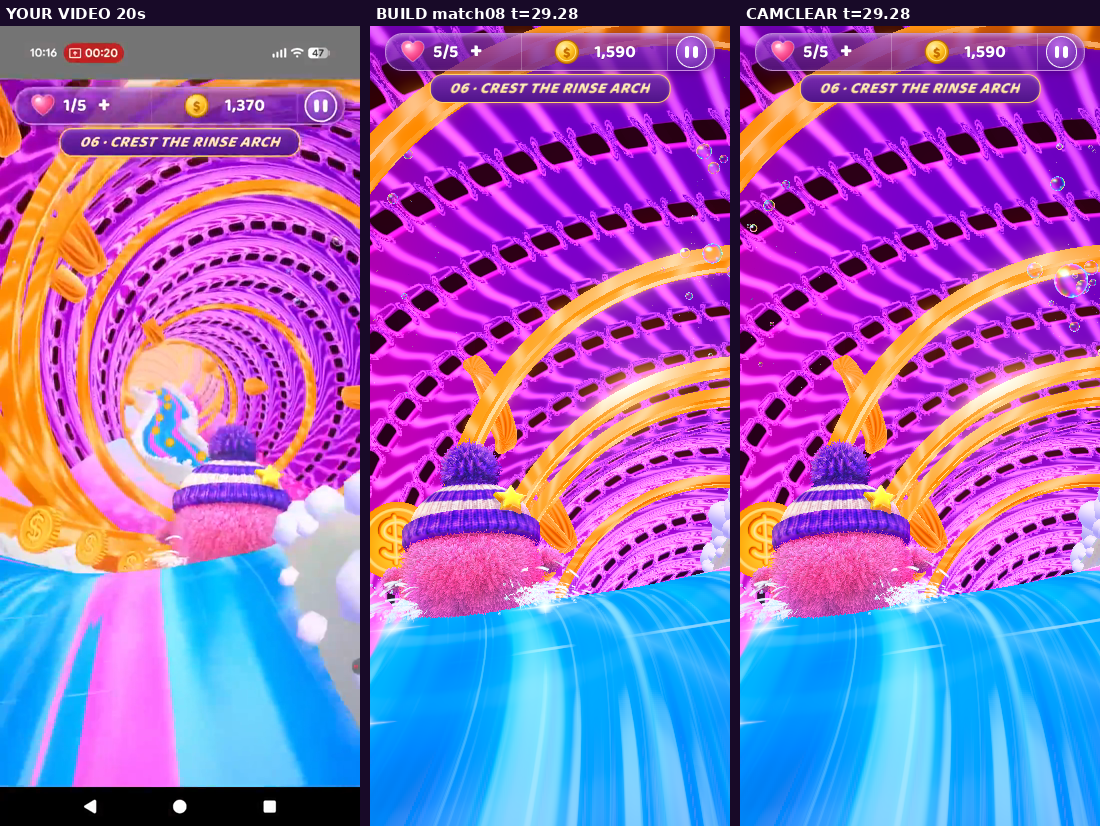 YOUR VIDEO 20s
10:16 00:20 47
1/5 + $ 1,370
06 · CREST THE RINSE ARCH
$
$
$
BUILD match08 t=29.28
5/5 + $ 1,590
06 · CREST THE RINSE ARCH
$
CAMCLEAR t=29.28
5/5 + $ 1,590
06 · CREST THE RINSE ARCH
$